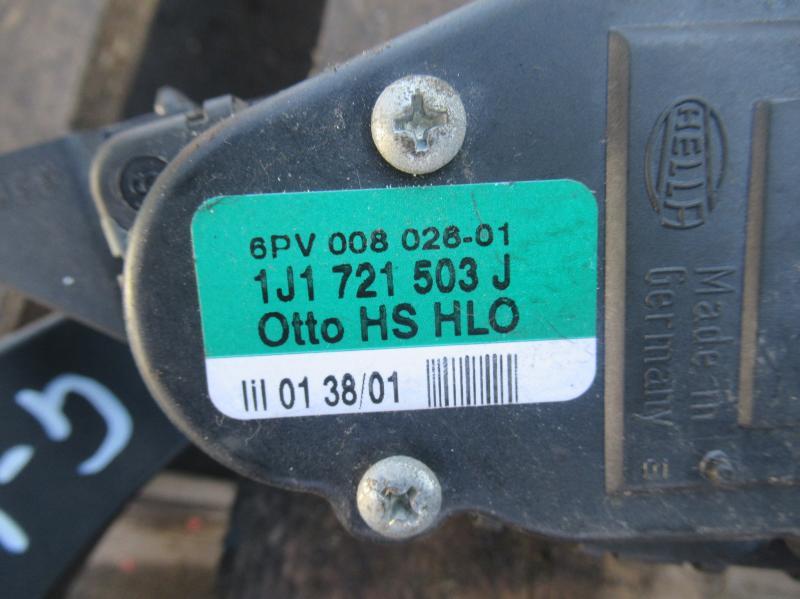 6PV 008 026-01
1J1 721 503 J
Otto HS HLO
lil 01 38/01
HELLA
Made in
Germany